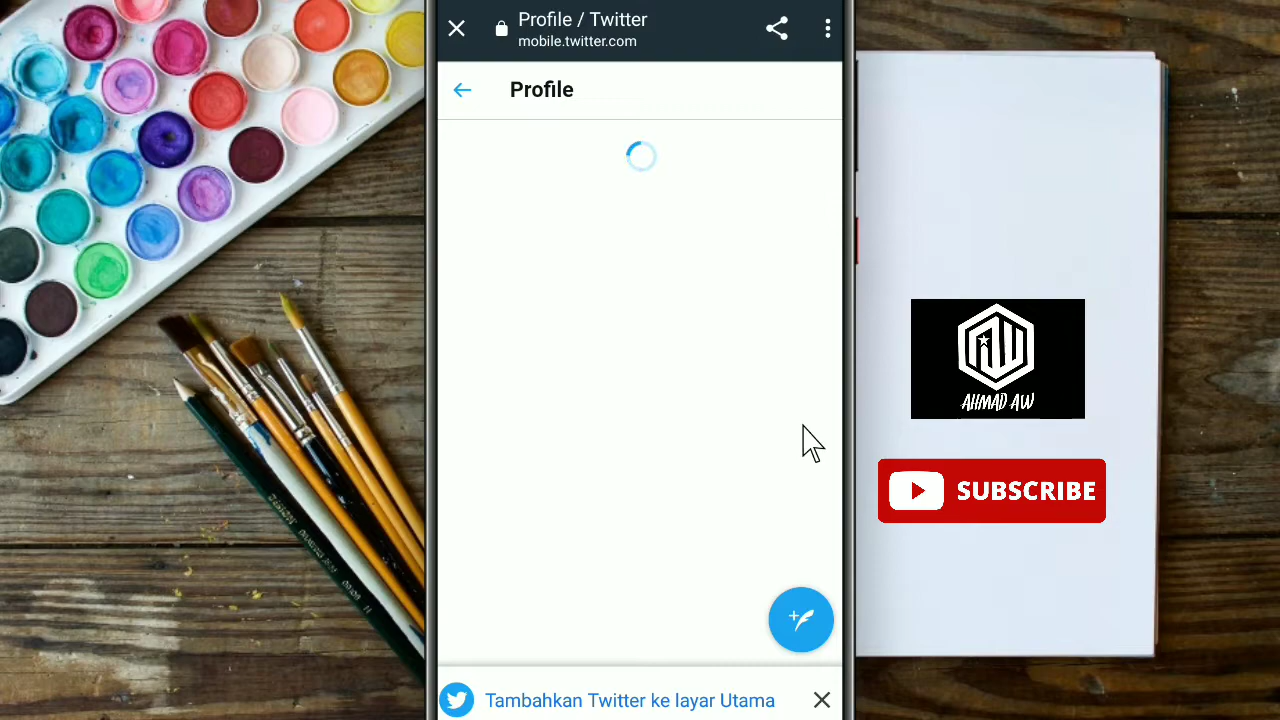 Profile / Twitter
mobile.twitter.com
Profile
AHMAD AW
SUBSCRIBE
Tambahkan Twitter ke layar Utama